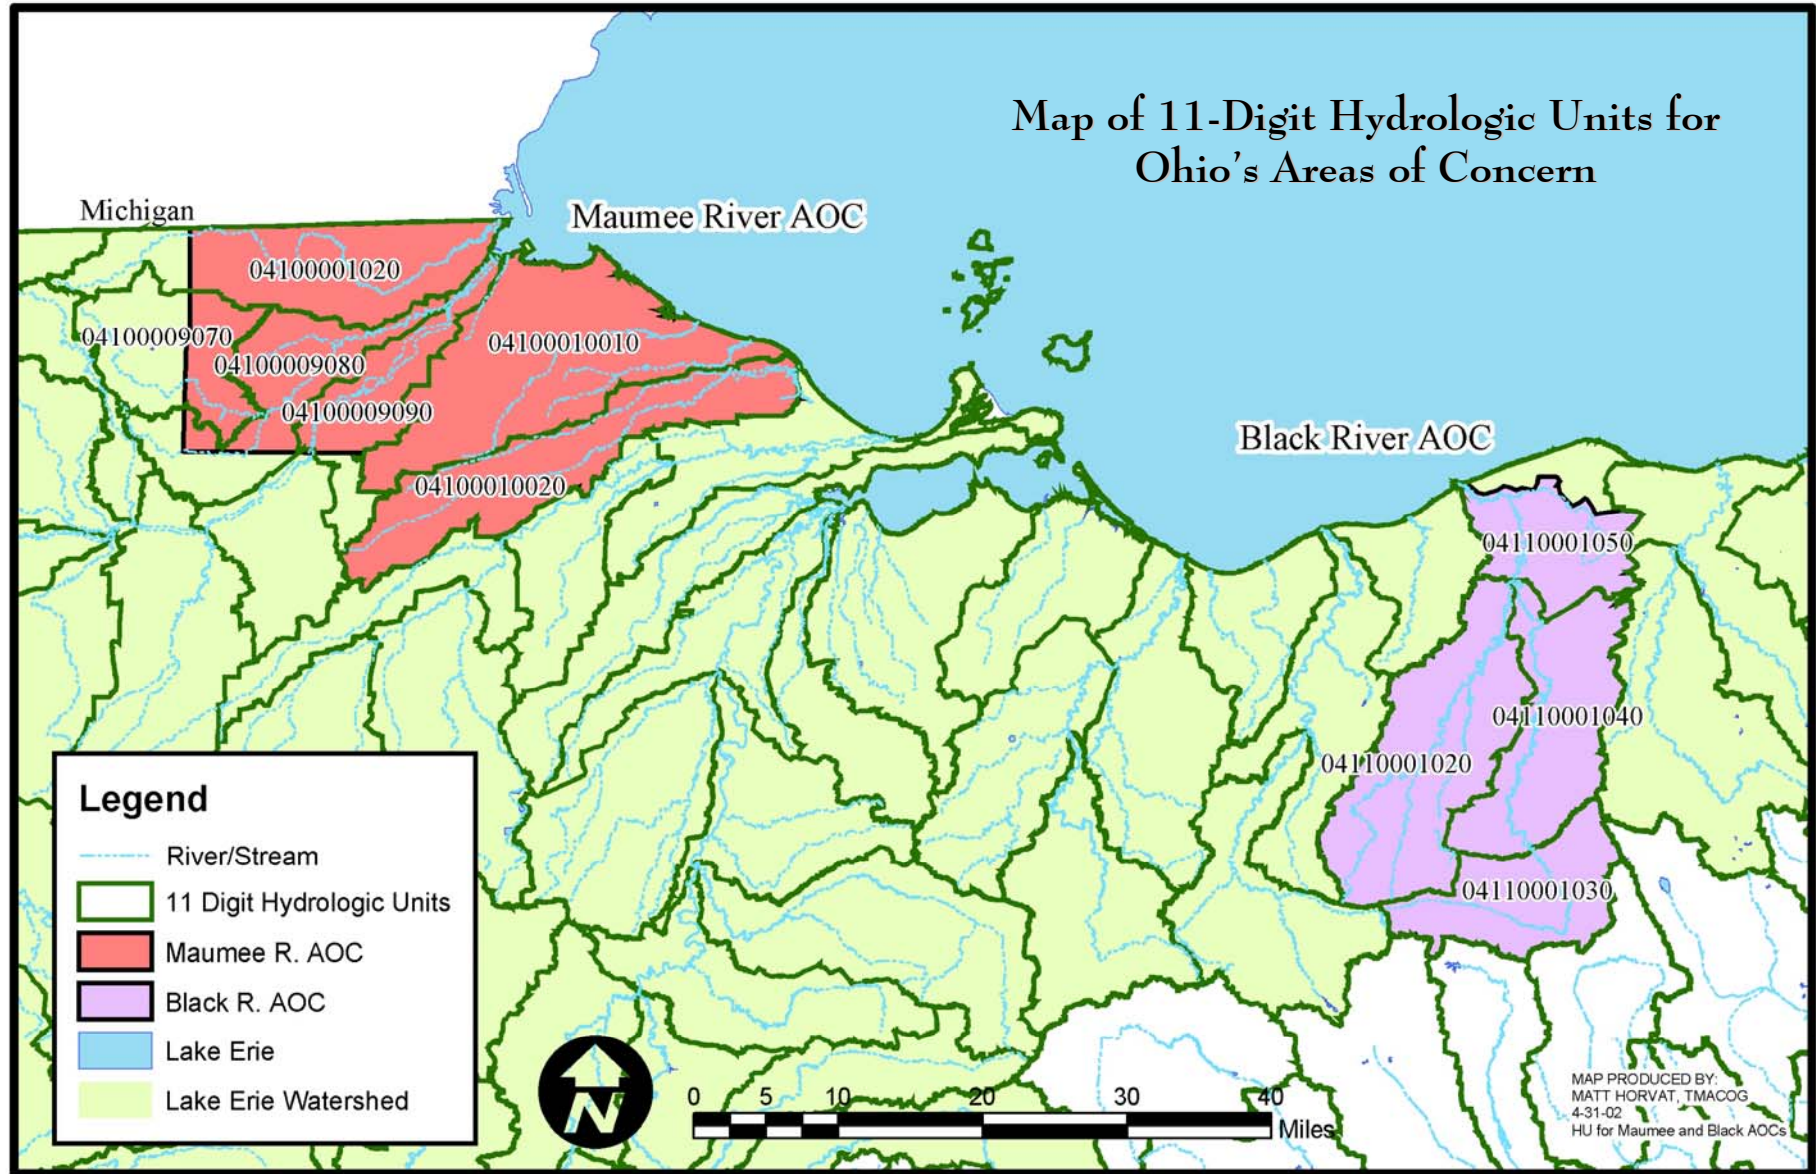 Map of 11-Digit Hydrologic Units for
Ohio's Areas of Concern
Michigan
Maumee River AOC
04100001020
04100009070
04100010010
04100009080
04100009090
04100010020
Black River AOC
04110001050
04110001040
04110001020
04110001030
Legend
River/Stream
11 Digit Hydrologic Units
Maumee R. AOC
Black R. AOC
Lake Erie
Lake Erie Watershed
N
0 5 10 20 30 40
Miles
MAP PRODUCED BY:
MATT HORVAT, TMACOG
4-31-02
HU for Maumee and Black AOCs